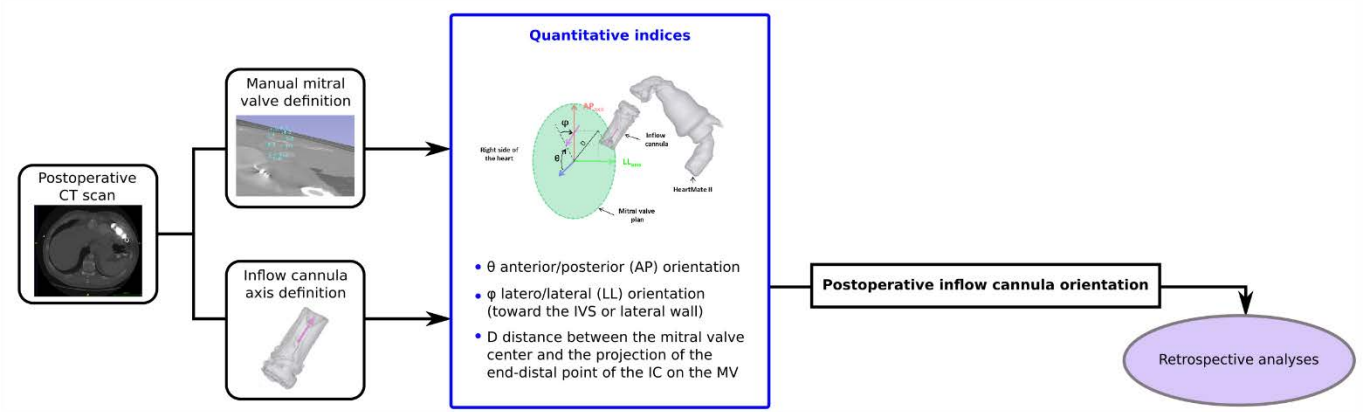 Postoperative
CT scan
Manual mitral
valve definition
Inflow cannula
axis definition
Quantitative indices
AP
φ
θ
D
LL
Right side of
the heart
Inflow
cannula
HeartMate II
Mitral valve
plan
• θ anterior/posterior (AP) orientation
• φ latero/lateral (LL) orientation
(toward the IVS or lateral wall)
• D distance between the mitral valve
center and the projection of the
end-distal point of the IC on the MV
Postoperative inflow cannula orientation
Retrospective analyses